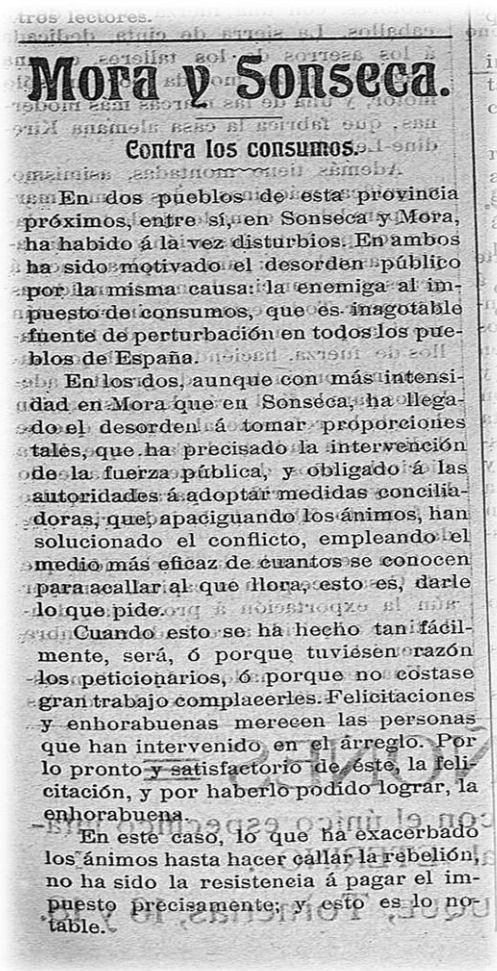 tros lectores.
Mora y Sonseca.
Contra los consumos.
En dos pueblos de esta provincia
próximos, entre sí, en Sonseca y Mora,
ha habido á la vez disturbios. En ambos
ha sido motivado el desorden público
por la misma causa: la enemiga al im-
puesto de consumos, que es inagotable
fuente de perturbación en todos los pue-
blos de España.
En los dos, aunque con más intensi-
dad en Mora que en Sonseca, ha llega-
do el desorden á tomar proporciones
tales, que ha precisado la intervención
de la fuerza pública, y obligado á las
autoridades á adoptar medidas concilia-
doras, que, apaciguando los ánimos, han
solucionado el conflicto, empleando el
medio más eficaz de cuantos se conocen
para acallar al que llora, esto es, darle
lo que pide.
Cuando esto se ha hecho tan fácil-
mente, será, ó porque tuviesen razón
los peticionarios, ó porque no costase
gran trabajo complacerles. Felicitaciones
y enhorabuenas merecen las personas
que han intervenido en el arreglo. Por
lo pronto y satisfactorio de éste, la feli-
citación, y por haberlo podido lograr, la
enhorabuena.
En este caso, lo que ha exacerbado
los ánimos hasta hacer callar la rebelión,
no ha sido la resistencia á pagar el im-
puesto precisamente; y esto es lo no-
table.